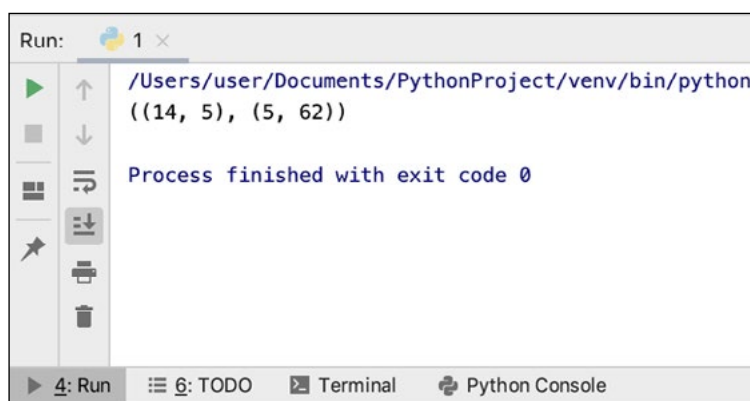 Run: 1
/Users/user/Documents/PythonProject/venv/bin/python
((14, 5), (5, 62))
Process finished with exit code 0
4: Run 6: TODO Terminal Python Console